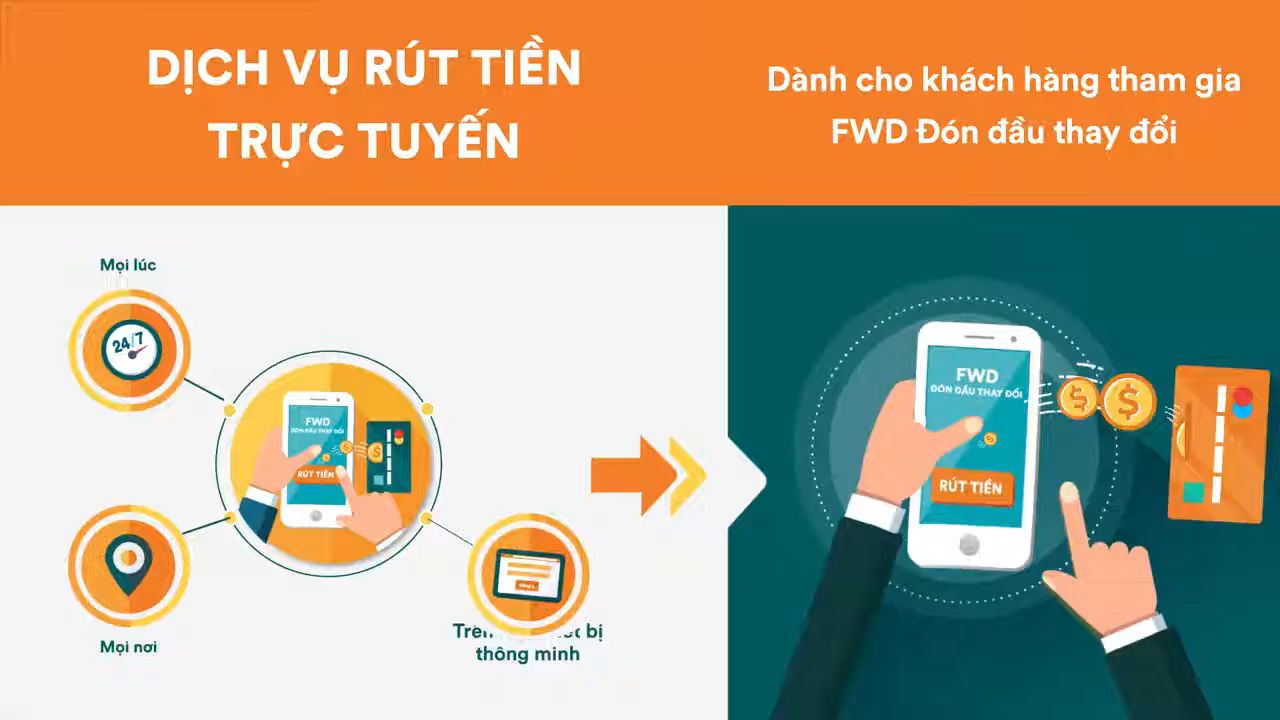 DỊCH VỤ RÚT TIỀN
TRỰC TUYẾN
Dành cho khách hàng tham gia
FWD Đón đầu thay đổi
Mọi lúc
24/7
FWD
ĐÓN ĐẦU THAY ĐỔI
RÚT TIỀN
Mọi nơi
Trên bị
thông minh
FWD
ĐÓN ĐẦU THAY ĐỔI
RÚT TIỀN